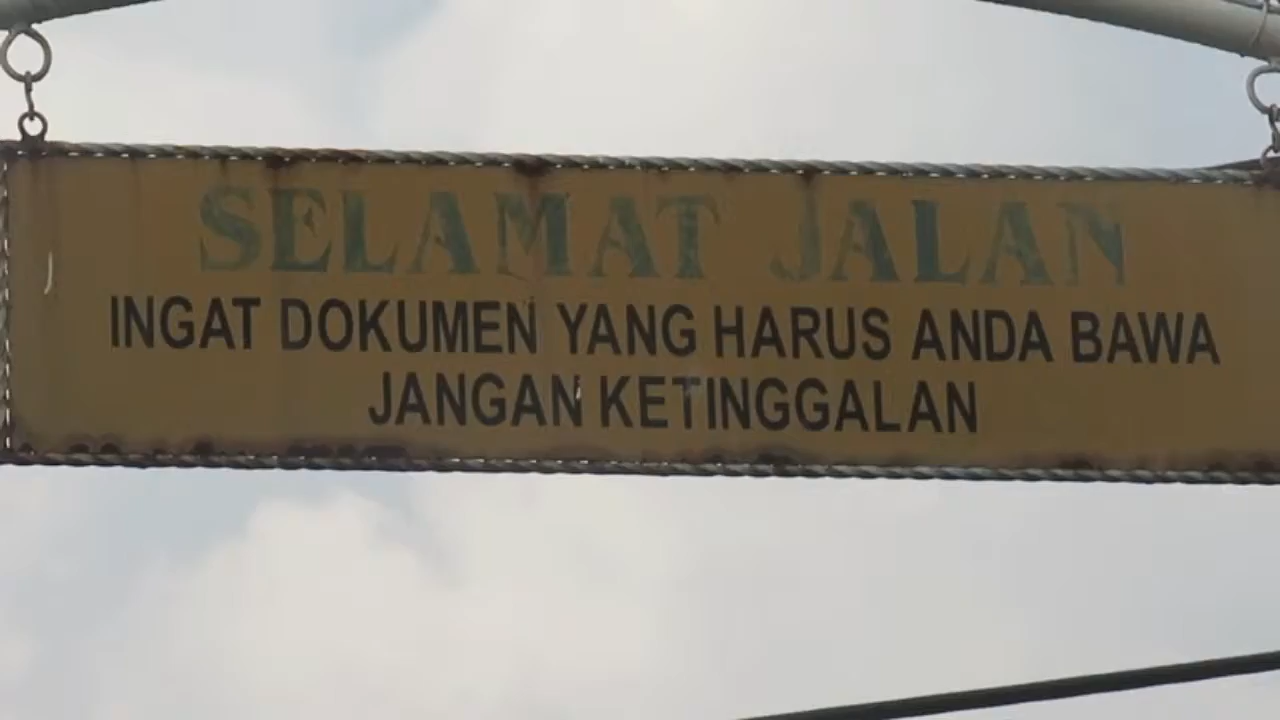 SELAMAT JALAN
INGAT DOKUMEN YANG HARUS ANDA BAWA
JANGAN KETINGGALAN